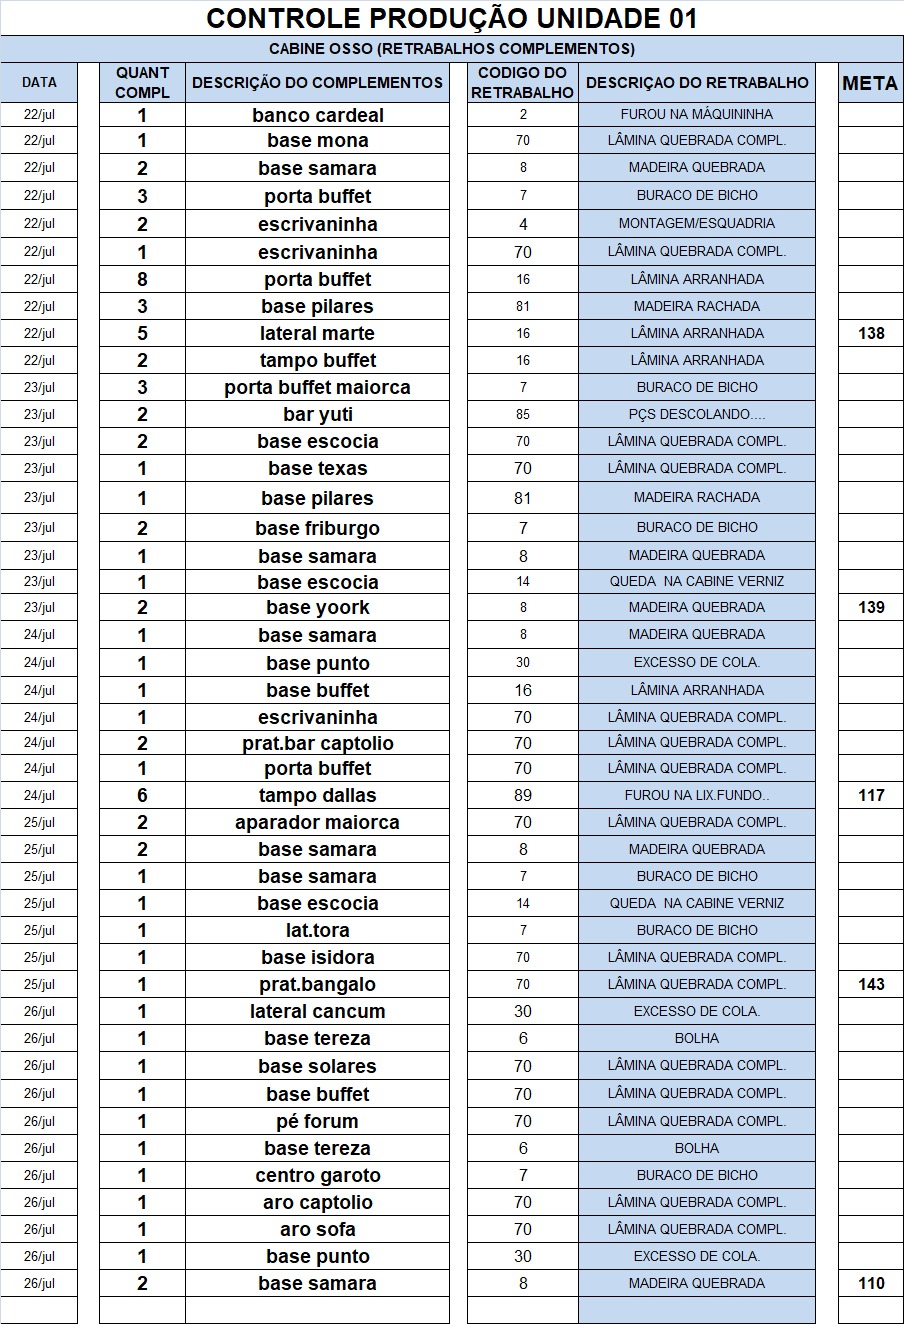 CONTROLE PRODUÇÃO UNIDADE 01
CABINE OSSO (RETRABALHOS COMPLEMENTOS)
DATA QUANT COMPL DESCRIÇÃO DO COMPLEMENTOS CODIGO DO RETRABALHO DESCRIÇAO DO RETRABALHO META
22/jul 1 banco cardeal 2 FUROU NA MÁQUININHA
22/jul 1 base mona 70 LÂMINA QUEBRADA COMPL.
22/jul 2 base samara 8 MADEIRA QUEBRADA
22/jul 3 porta buffet 7 BURACO DE BICHO
22/jul 2 escrivaninha 4 MONTAGEM/ESQUADRIA
22/jul 1 escrivaninha 70 LÂMINA QUEBRADA COMPL.
22/jul 8 porta buffet 16 LÂMINA ARRANHADA
22/jul 3 base pilares 81 MADEIRA RACHADA
22/jul 5 lateral marte 16 LÂMINA ARRANHADA 138
22/jul 2 tampo buffet 16 LÂMINA ARRANHADA
23/jul 3 porta buffet maiorca 7 BURACO DE BICHO
23/jul 2 bar yuti 85 PÇS DESCOLANDO....
23/jul 2 base escocia 70 LÂMINA QUEBRADA COMPL.
23/jul 1 base texas 70 LÂMINA QUEBRADA COMPL.
23/jul 1 base pilares 81 MADEIRA RACHADA
23/jul 2 base friburgo 7 BURACO DE BICHO
23/jul 1 base samara 8 MADEIRA QUEBRADA
23/jul 1 base escocia 14 QUEDA NA CABINE VERNIZ
23/jul 2 base yoork 8 MADEIRA QUEBRADA 139
24/jul 1 base samara 8 MADEIRA QUEBRADA
24/jul 1 base punto 30 EXCESSO DE COLA.
24/jul 1 base buffet 16 LÂMINA ARRANHADA
24/jul 1 escrivaninha 70 LÂMINA QUEBRADA COMPL.
24/jul 2 prat.bar captolio 70 LÂMINA QUEBRADA COMPL.
24/jul 1 porta buffet 70 LÂMINA QUEBRADA COMPL.
24/jul 6 tampo dallas 89 FUROU NA LIX.FUNDO.. 117
25/jul 2 aparador maiorca 70 LÂMINA QUEBRADA COMPL.
25/jul 2 base samara 8 MADEIRA QUEBRADA
25/jul 1 base samara 7 BURACO DE BICHO
25/jul 1 base escocia 14 QUEDA NA CABINE VERNIZ
25/jul 1 lat.tora 7 BURACO DE BICHO
25/jul 1 base isidora 70 LÂMINA QUEBRADA COMPL.
25/jul 1 prat.bangalo 70 LÂMINA QUEBRADA COMPL. 143
26/jul 1 lateral cancum 30 EXCESSO DE COLA.
26/jul 1 base tereza 6 BOLHA
26/jul 1 base solares 70 LÂMINA QUEBRADA COMPL.
26/jul 1 base buffet 70 LÂMINA QUEBRADA COMPL.
26/jul 1 pé forum 70 LÂMINA QUEBRADA COMPL.
26/jul 1 base tereza 6 BOLHA
26/jul 1 centro garoto 7 BURACO DE BICHO
26/jul 1 aro captolio 70 LÂMINA QUEBRADA COMPL.
26/jul 1 aro sofa 70 LÂMINA QUEBRADA COMPL.
26/jul 1 base punto 30 EXCESSO DE COLA.
26/jul 2 base samara 8 MADEIRA QUEBRADA 110